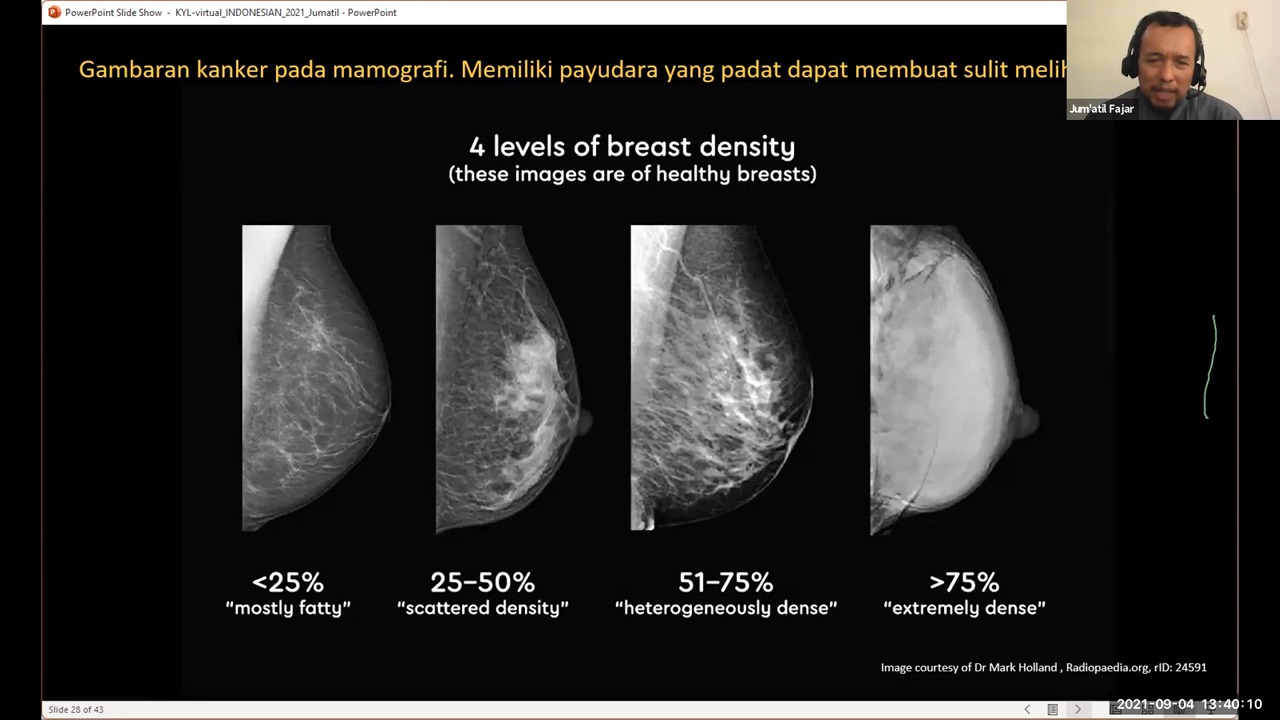 PowerPoint Slide Show - KYL-virtual_INDONESIAN_2021_Jumatil - PowerPoint
Gambaran kanker pada mamografi. Memiliki payudara yang padat dapat membuat sulit
Jum'atil Fajar
4 levels of breast density
(these images are of healthy breasts)
<25%
"mostly fatty"
25–50%
"scattered density"
51–75%
"heterogeneously dense"
>75%
"extremely dense"
Image courtesy of Dr Mark Holland , Radiopaedia.org, rID: 24591
Slide 28 of 43
2021-09-04 13:40:10